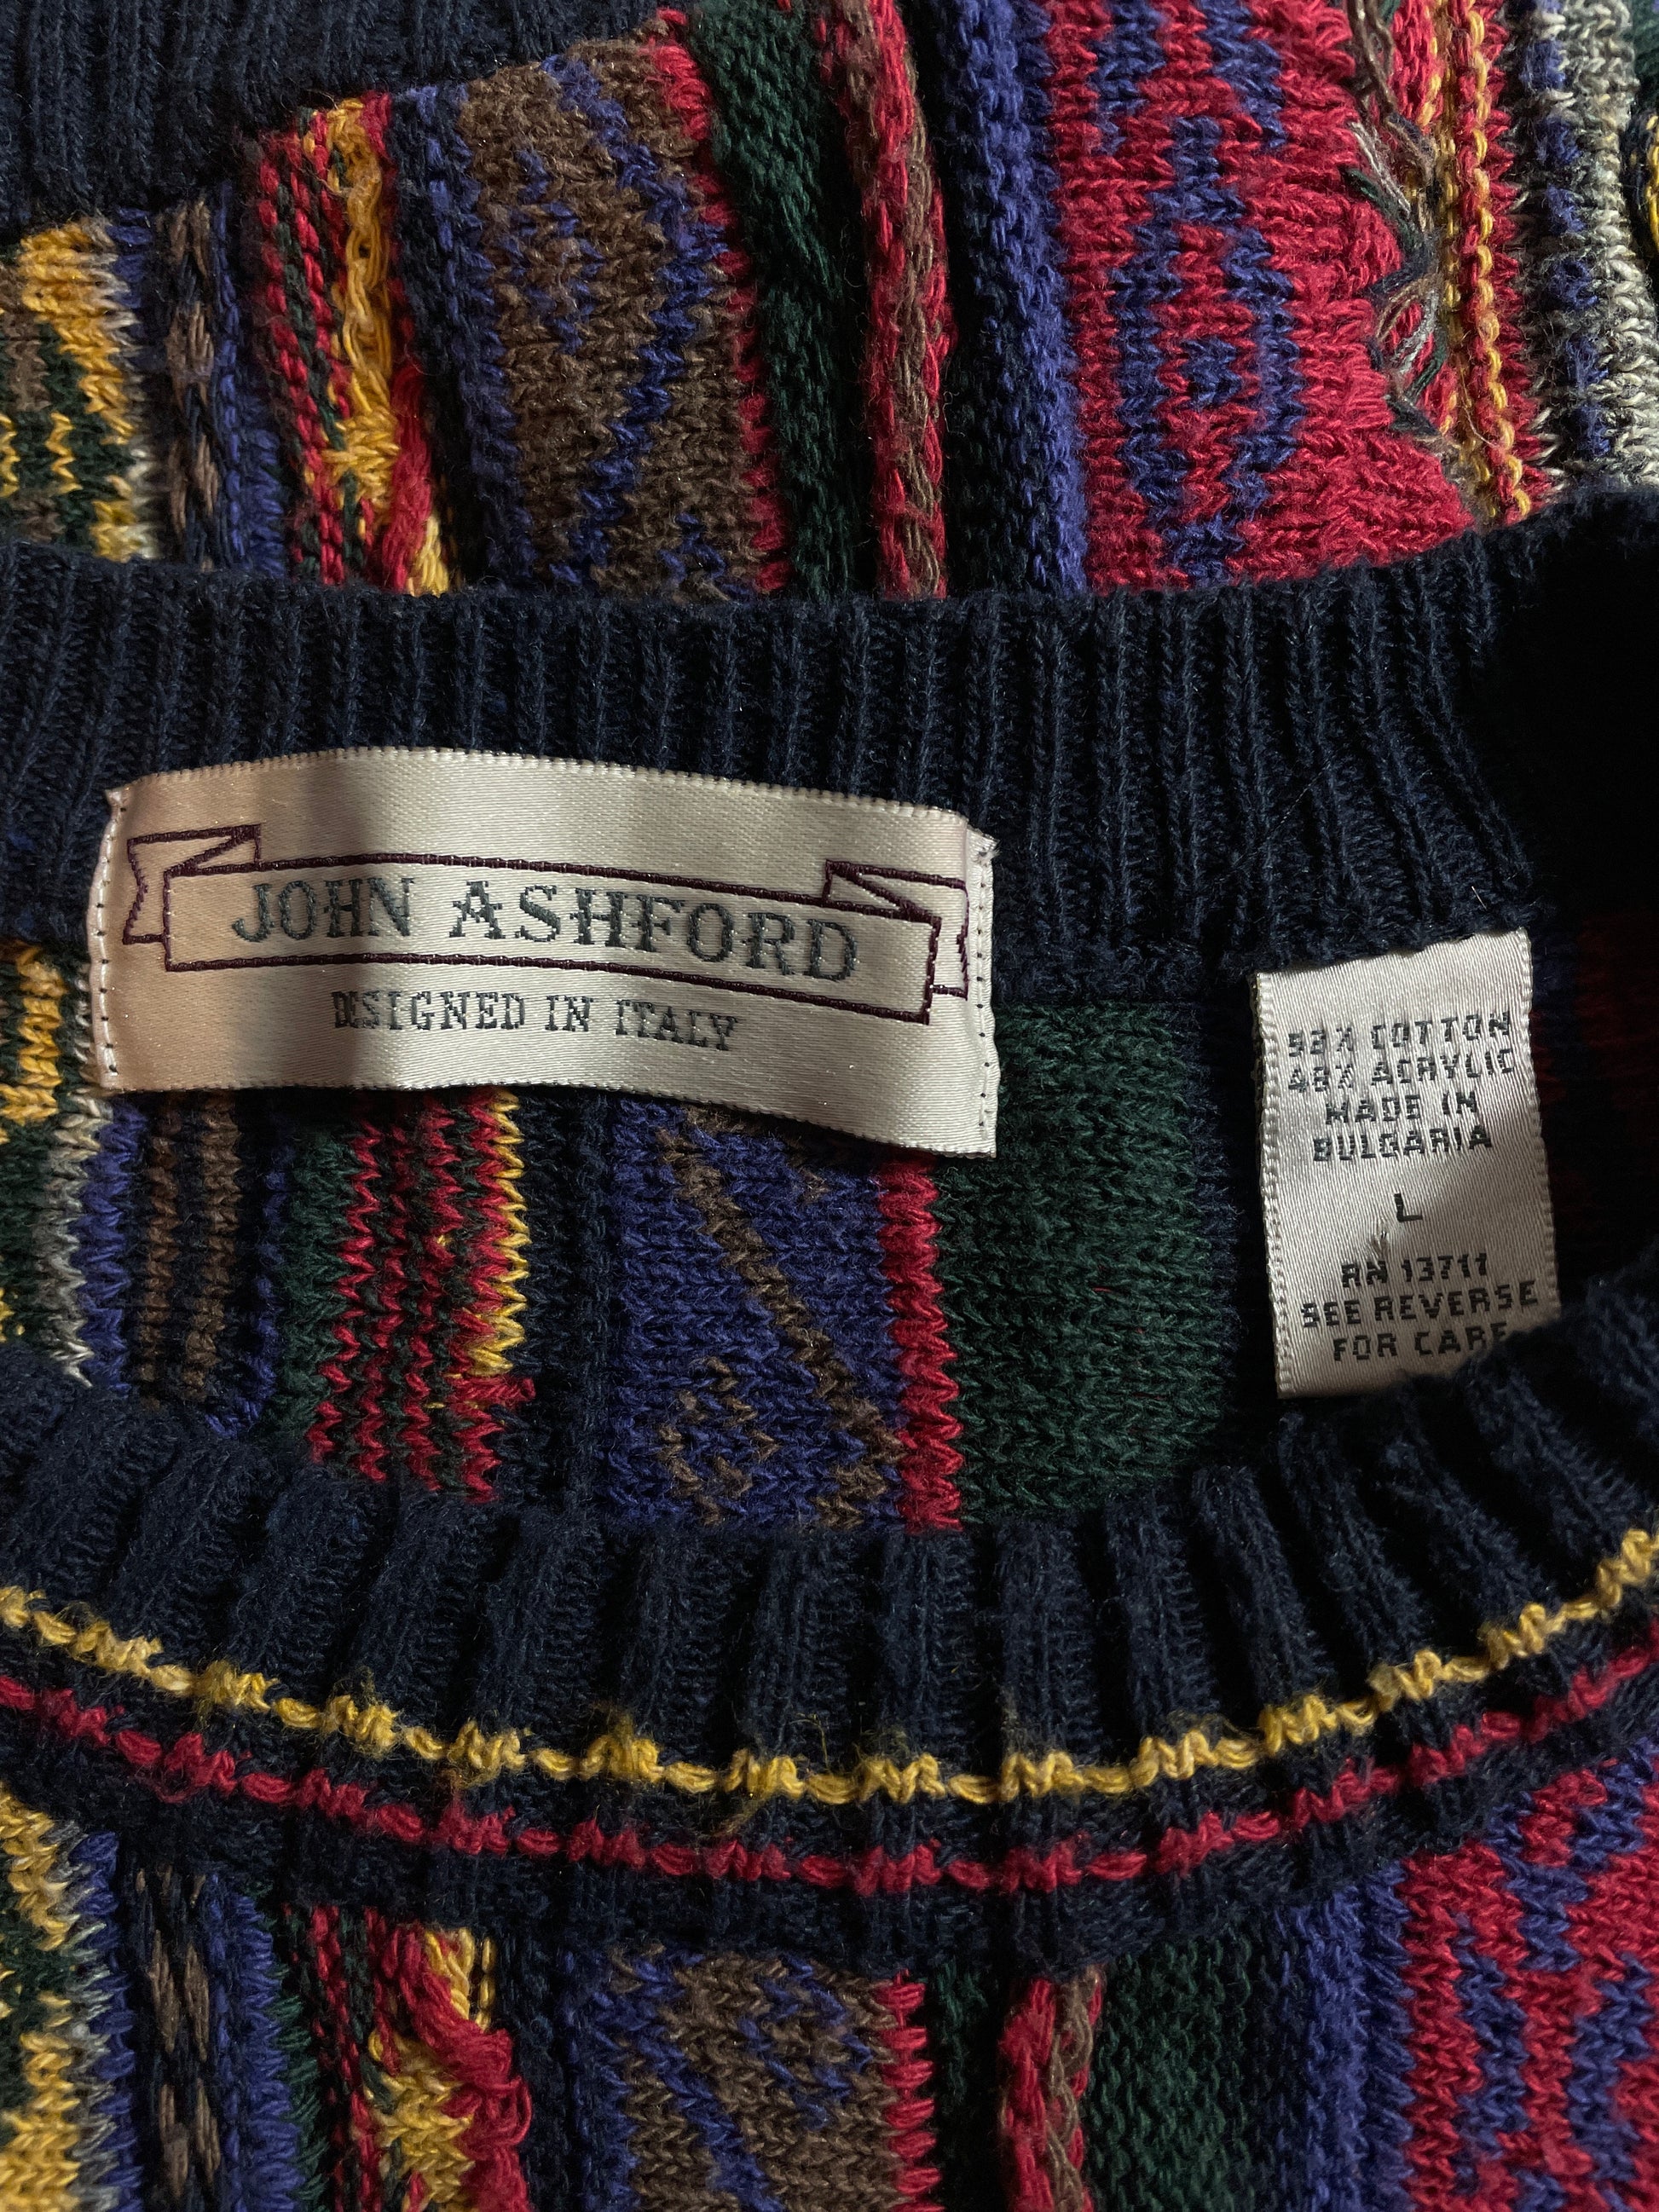 JOHN ASHFORD
DESIGNED IN ITALY
52% COTTON
48% ACRYLIC
MADE IN
BULGARIA
L
RN 13711
SEE REVERSE
FOR CARE